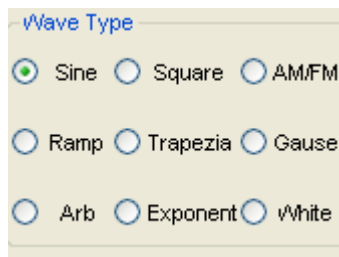 Wave Type
Sine Square AM/FM
Ramp Trapezia Gause
Arb Exponent White